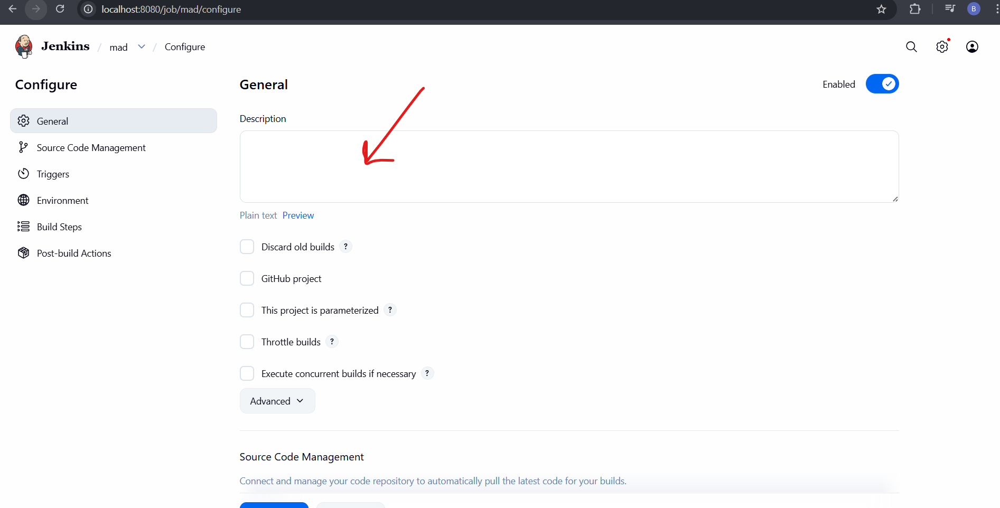 localhost:8080/job/mad/configure
B
Jenkins / mad / Configure
Configure
General
Source Code Management
Triggers
Environment
Build Steps
Post-build Actions
General
Enabled
Description
Plain text Preview
Discard old builds ?
GitHub project
This project is parameterized ?
Throttle builds ?
Execute concurrent builds if necessary ?
Advanced
Source Code Management
Connect and manage your code repository to automatically pull the latest code for your builds.